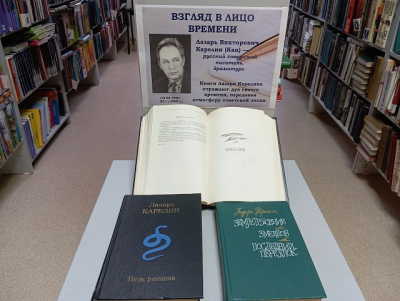 ВЗГЛЯД В ЛИЦО
ВРЕМЕНИ
Лазарь Викторович
Карелин (Кац) —
русский советский
писатель,
драматург.
Книги Лазаря Карелина
отражают дух своего
времени, передавая
атмосферу советской эпохи.
Лазарь
КАРЕЛИН
Лазарь Карелин
ЗЕМЛЕТРЯСЕНИЕ
ЗМЕЕЛОВ
ПОСЛЕДНИЙ
ПЕРЕУЛОК